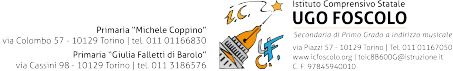 Primaria "Michele Coppino"
via Colombo 57 - 10129 Torino | tel. 011 01166830
Primaria "Giulia Falletti di Barolo"
via Cassini 98 - 10129 Torino | tel. 011 3186576
i.C.
U.F.
Istituto Comprensivo Statale
UGO FOSCOLO
Secondaria di Primo Grado a indirizzo musicale
via Piazzi 57 - 10129 Torino | Tel. 011 01167050
www.icfoscolo.org | toic8B600G@istruzione.it
C. F. 97845940010